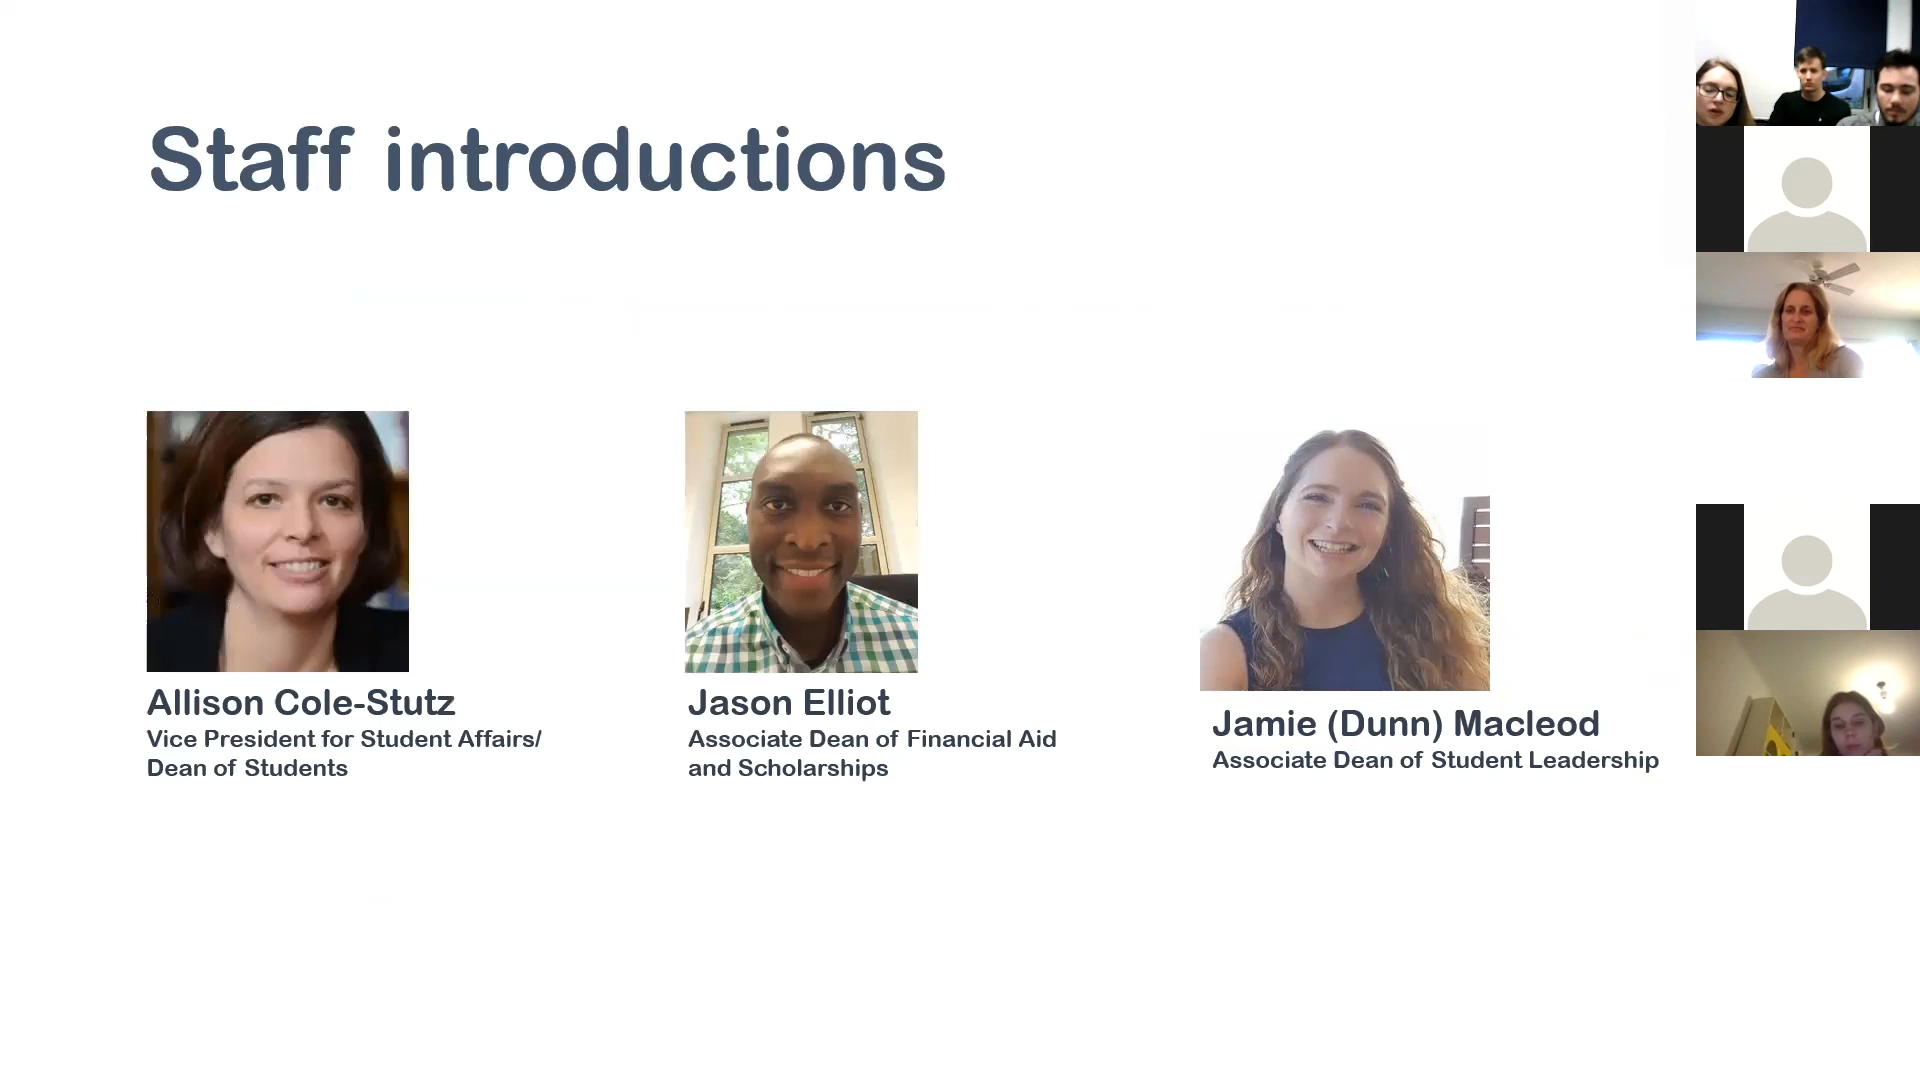 Staff introductions
Allison Cole-Stutz
Vice President for Student Affairs/
Dean of Students
Jason Elliot
Associate Dean of Financial Aid
and Scholarships
Jamie (Dunn) Macleod
Associate Dean of Student Leadership